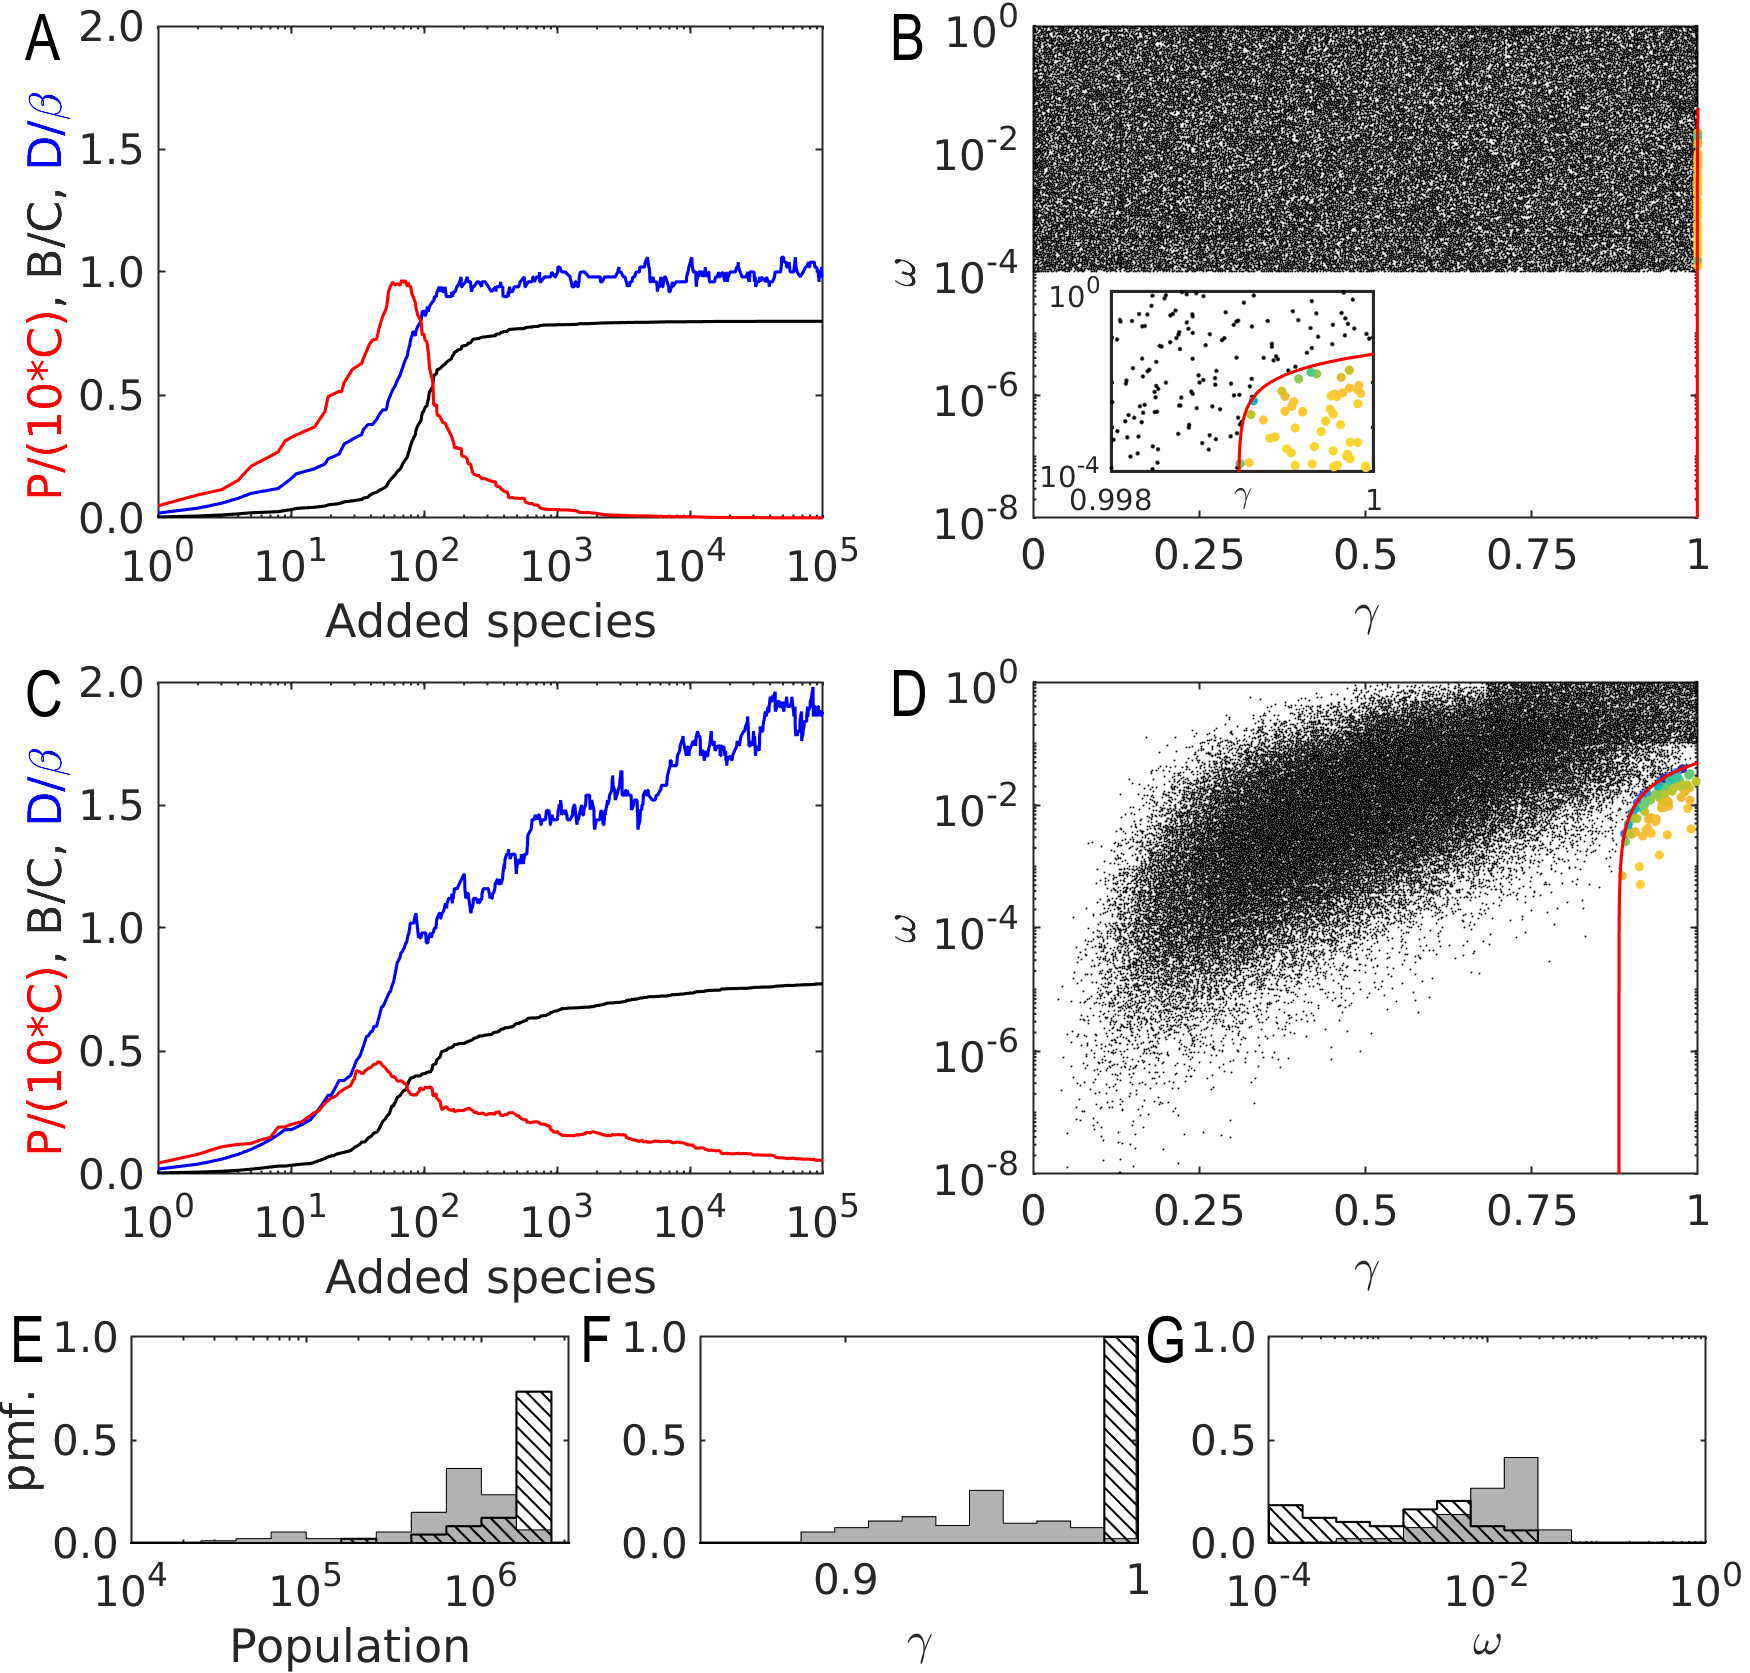 A
2.0
1.5
1.0
0.5
0.0
P/(10*C), B/C, D/β
10^0 10^1 10^2 10^3 10^4 10^5
Added species
B
10^0
10^-2
10^-4
10^-6
10^-8
ω
10^0
10^-4
0.998 γ 1
0 0.25 0.5 0.75 1
γ
C
2.0
1.5
1.0
0.5
0.0
P/(10*C), B/C, D/β
10^0 10^1 10^2 10^3 10^4 10^5
Added species
D
10^0
10^-2
10^-4
10^-6
10^-8
ω
0 0.25 0.5 0.75 1
γ
E
1.0
0.5
0.0
pmf.
10^4 10^5 10^6
Population
F
1.0
0.5
0.0
0.9 1
γ
G
1.0
0.5
0.0
10^-4 10^-2 10^0
ω